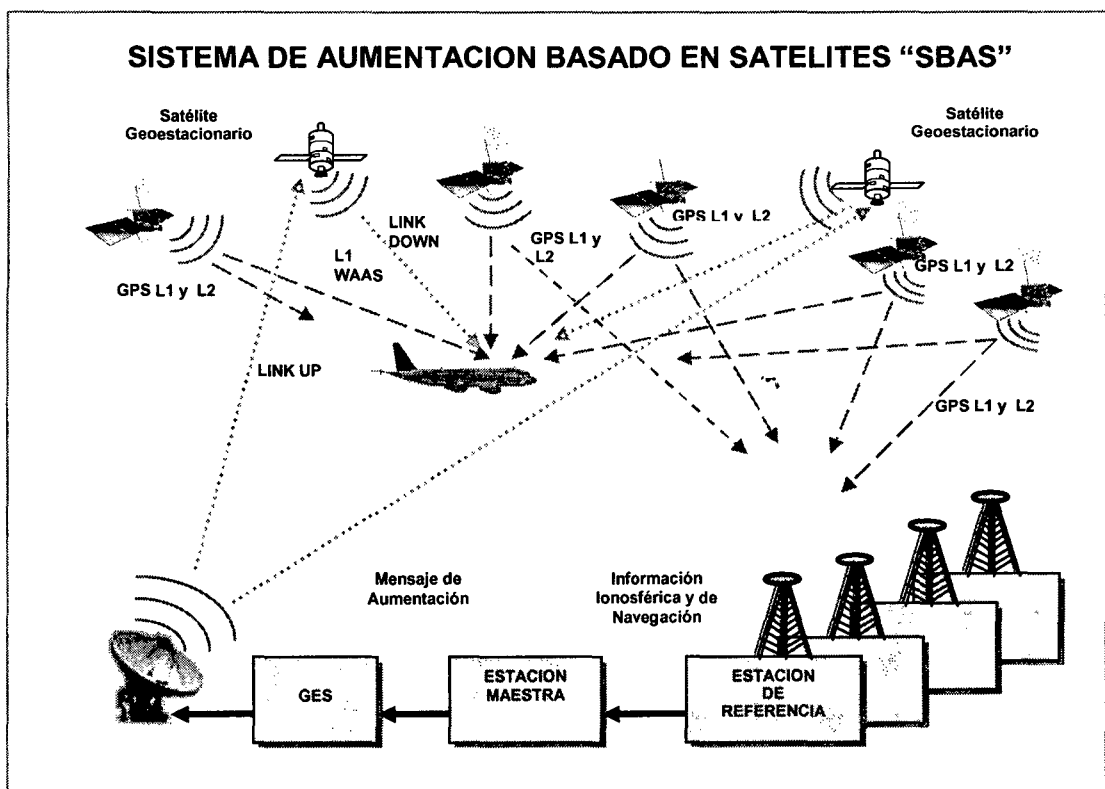 SISTEMA DE AUMENTACION BASADO EN SATELITES “SBAS”
Satélite
Geoestacionario
Satélite
Geoestacionario
LINK
DOWN
GPS L1 y
L2
GPS L1 v L2
L1
WAAS
GPS L1 y L2
GPS L1 y L2
LINK UP
GPS L1 y L2
Mensaje de
Aumentación
Información
Ionosférica y de
Navegación
GES
ESTACION
MAESTRA
ESTACION
DE
REFERENCIA